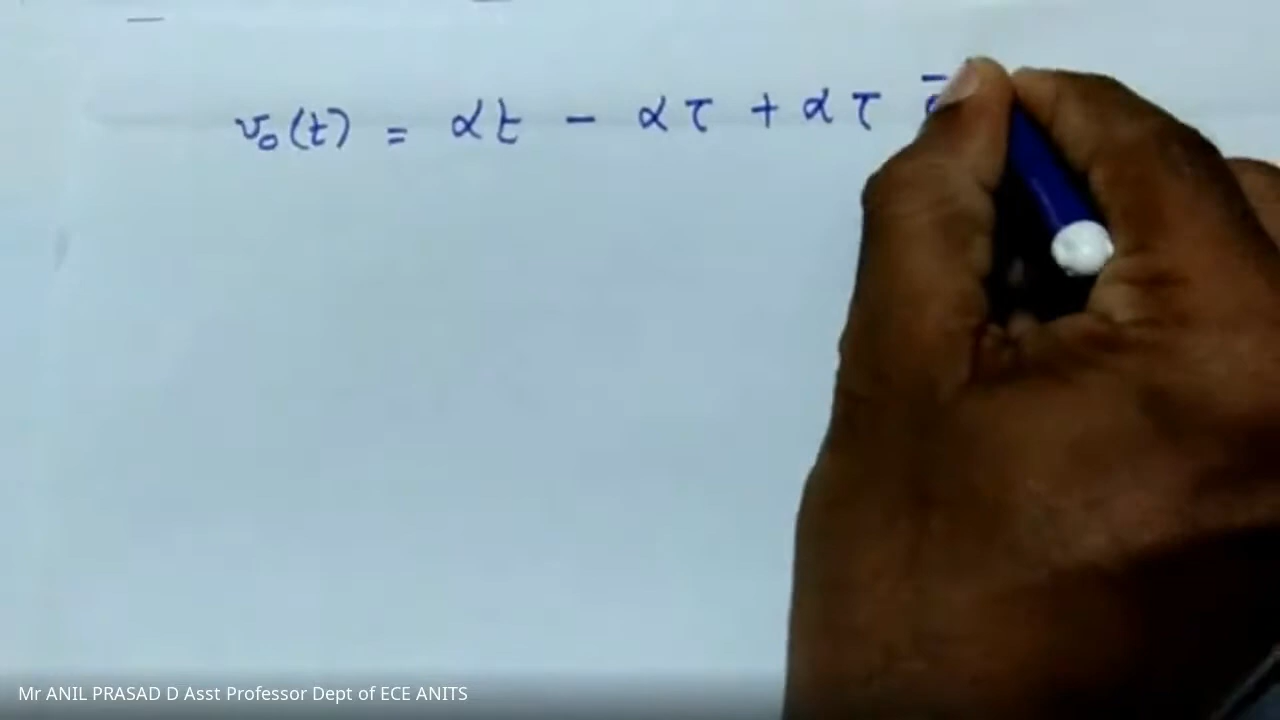 v₀(t) = αt - ατ + ατ
Mr ANIL PRASAD D Asst Professor Dept of ECE ANITS